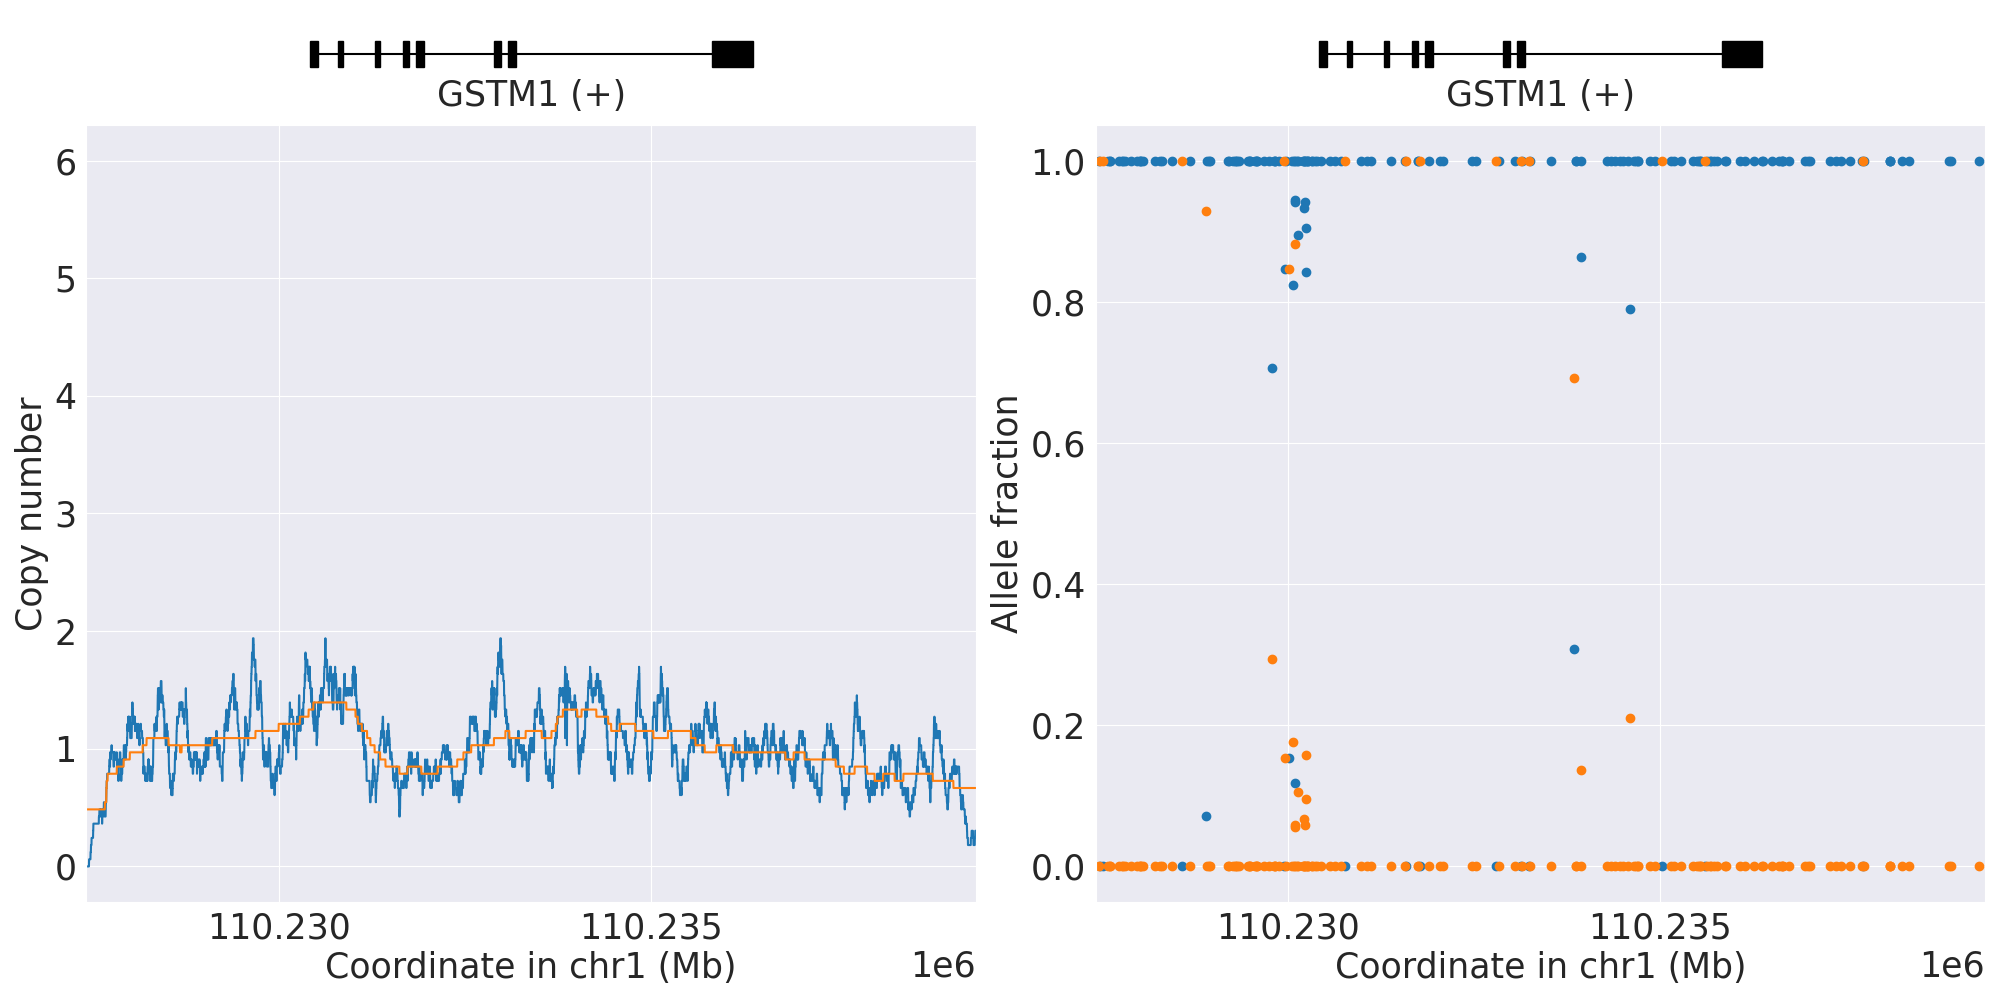 GSTM1 (+)
6
5
4
3
2
1
0
Copy number
110.230
110.235
Coordinate in chr1 (Mb)
1e6
GSTM1 (+)
1.0
0.8
0.6
0.4
0.2
0.0
Allele fraction
110.230
110.235
Coordinate in chr1 (Mb)
1e6